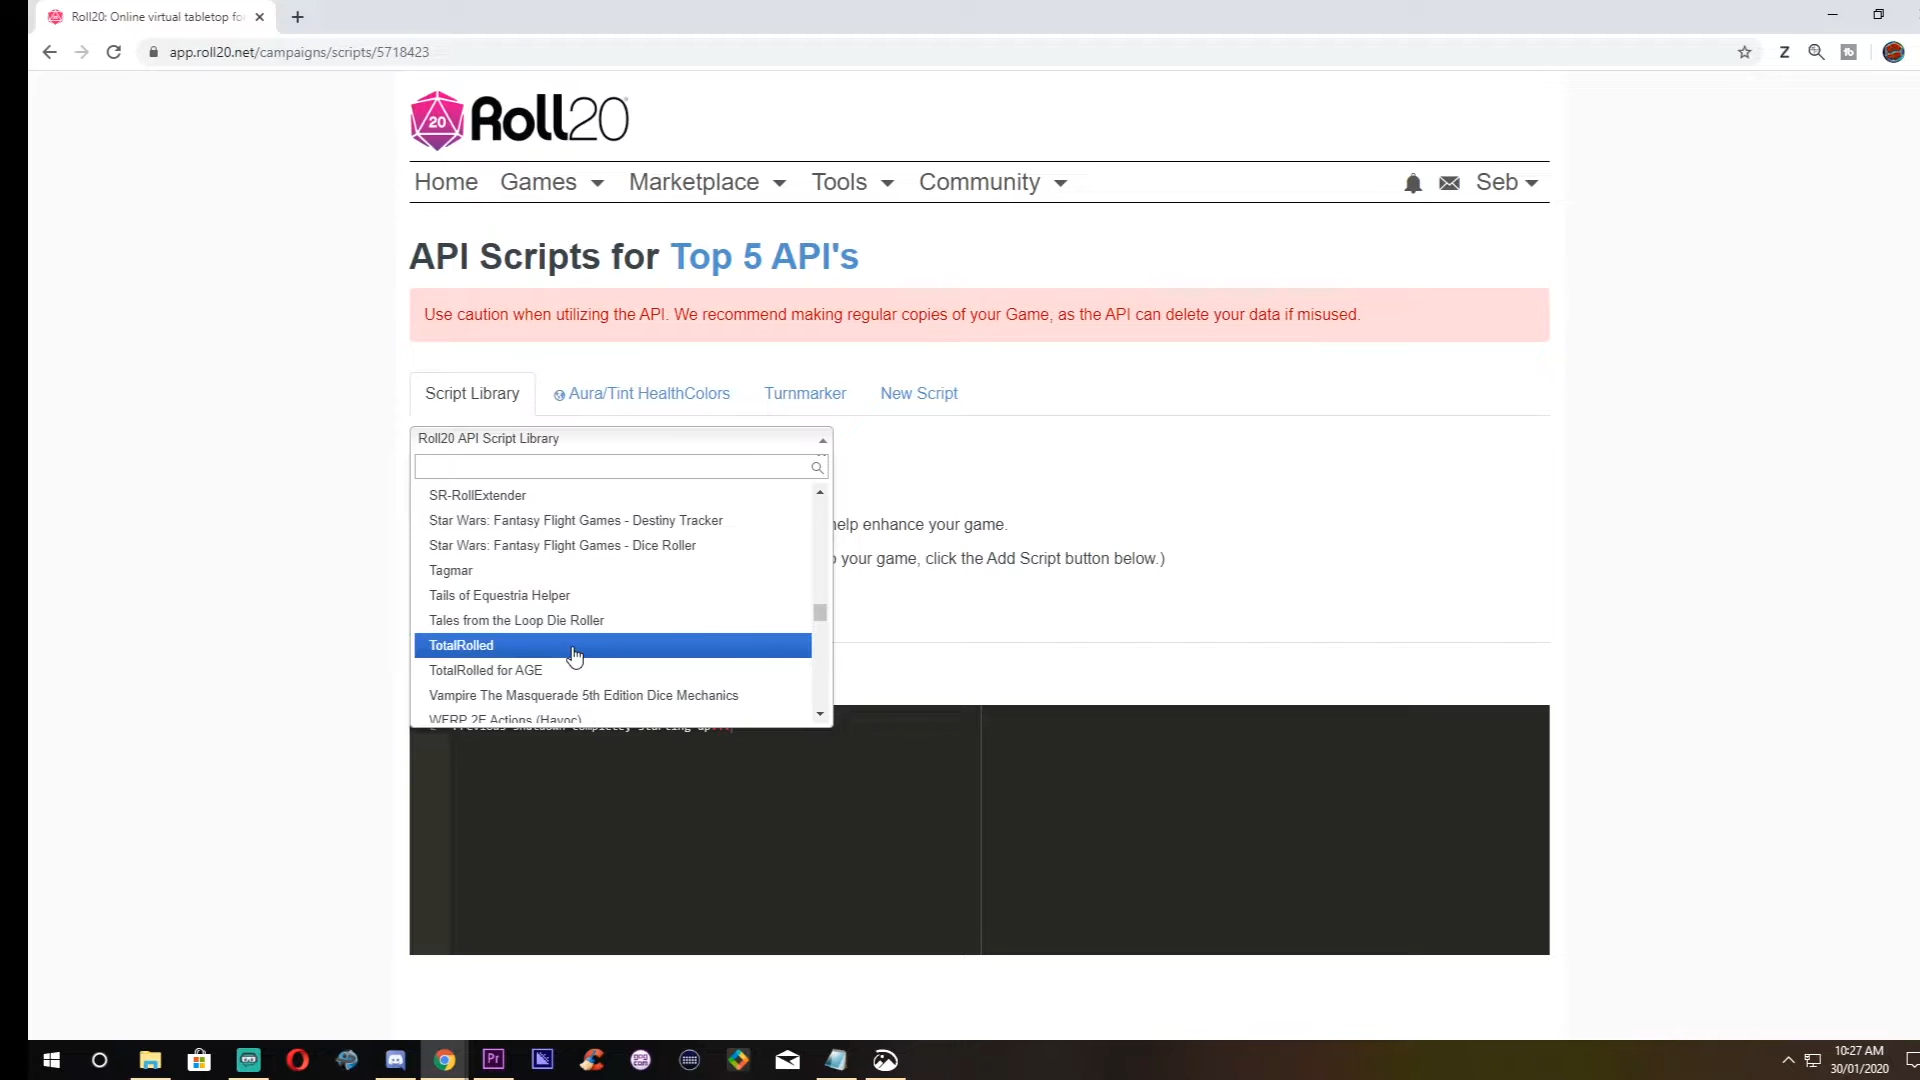 Roll20: Online virtual tabletop for
app.roll20.net/campaigns/scripts/5718423
20 Roll20
Home Games Marketplace Tools Community Seb
API Scripts for Top 5 API's
Use caution when utilizing the API. We recommend making regular copies of your Game, as the API can delete your data if misused.
Script Library Aura/Tint HealthColors Turnmarker New Script
Roll20 API Script Library
SR-RollExtender
Star Wars: Fantasy Flight Games - Destiny Tracker
help enhance your game.
Star Wars: Fantasy Flight Games - Dice Roller
your game, click the Add Script button below.)
Tagmar
Tails of Equestria Helper
Tales from the Loop Die Roller
TotalRolled
TotalRolled for AGE
Vampire The Masquerade 5th Edition Dice Mechanics
WFRP 2E Actions (Havoc)
Z
Pr
10:27 AM
30/01/2020